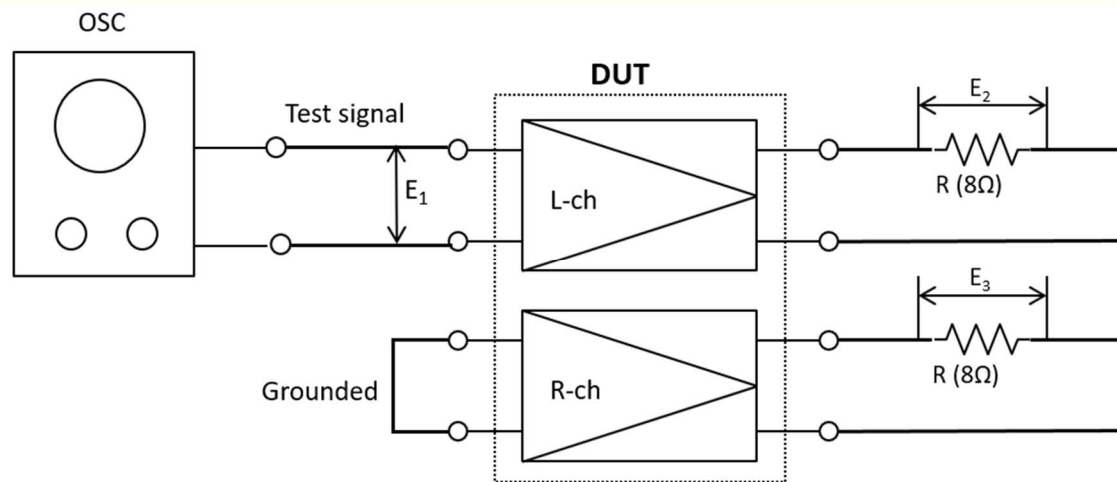 OSC
DUT
Test signal
E₁
L-ch
E₂
R (8Ω)
Grounded
R-ch
E₃
R (8Ω)